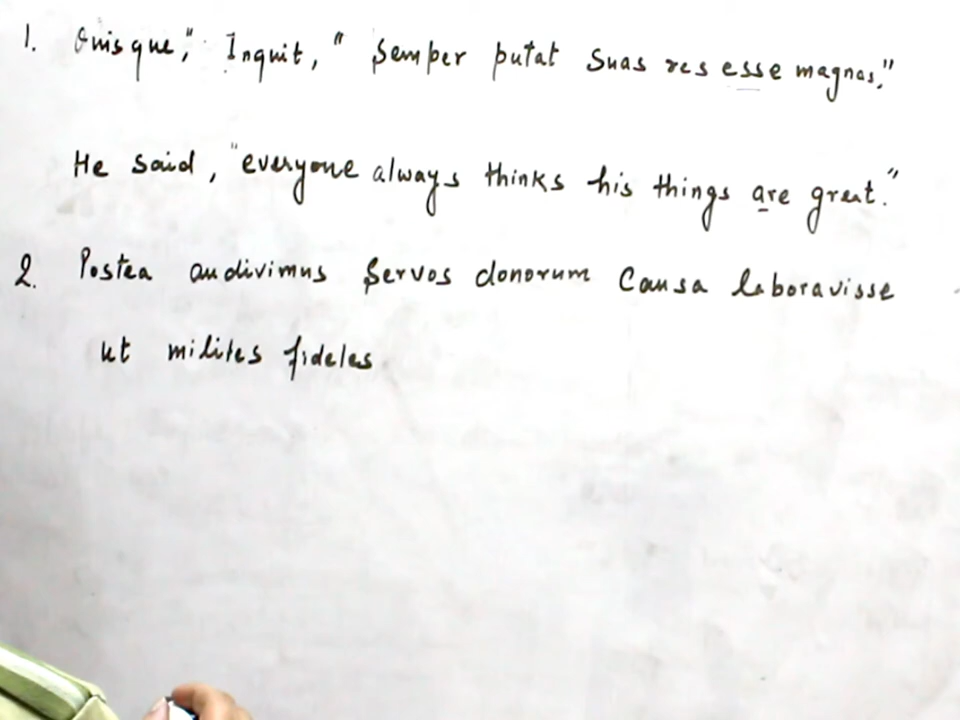 1. Quisque," Inquit, " semper putat suas res esse magnas."
He said, "everyone always thinks his things are great."
2. Postea audivimus servos donorum causa laboravisse
ut milites fideles